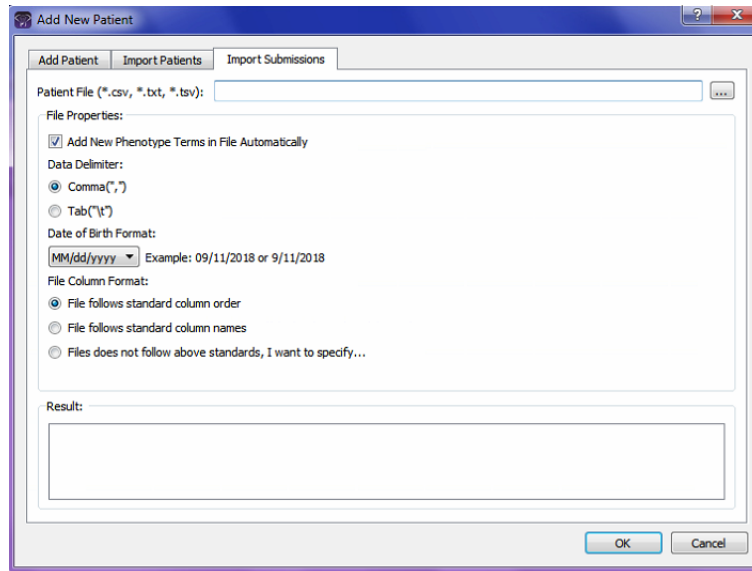 Add New Patient
? X
Add Patient Import Patients Import Submissions
Patient File (*.csv, *.txt, *.tsv): ...
File Properties:
Add New Phenotype Terms in File Automatically
Data Delimiter:
Comma(",")
Tab("\t")
Date of Birth Format:
MM/dd/yyyy Example: 09/11/2018 or 9/11/2018
File Column Format:
File follows standard column order
File follows standard column names
Files does not follow above standards, I want to specify...
Result:
OK Cancel